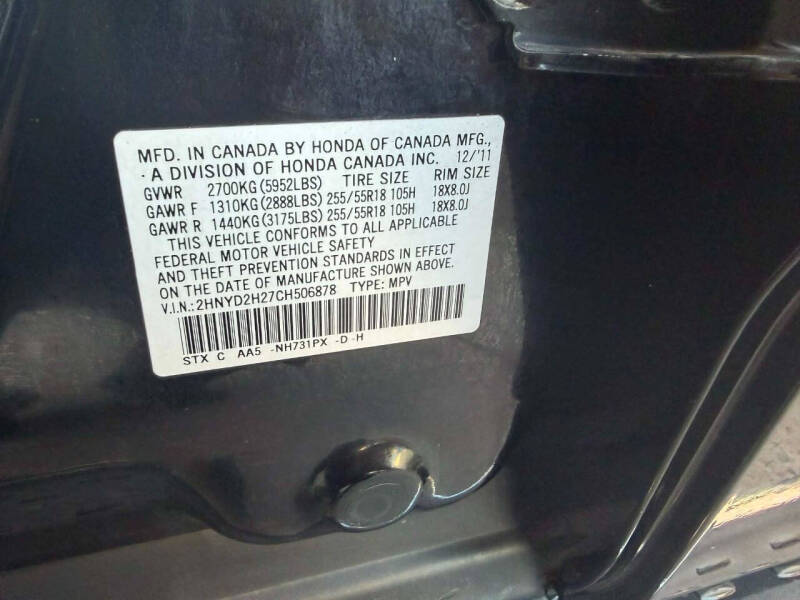 MFD. IN CANADA BY HONDA OF CANADA MFG.,
A DIVISION OF HONDA CANADA INC. 12/'11
GVWR 2700KG(5952LBS) TIRE SIZE RIM SIZE
GAWR F 1310KG(2888LBS) 255/55R18 105H 18X8.0J
GAWR R 1440KG(3175LBS) 255/55R18 105H 18X8.0J
THIS VEHICLE CONFORMS TO ALL APPLICABLE
FEDERAL MOTOR VEHICLE SAFETY
AND THEFT PREVENTION STANDARDS IN EFFECT
ON THE DATE OF MANUFACTURE SHOWN ABOVE.
V.I.N.:2HNYD2H27CH506878 TYPE: MPV
STX C AA5 -NH731PX -D-H